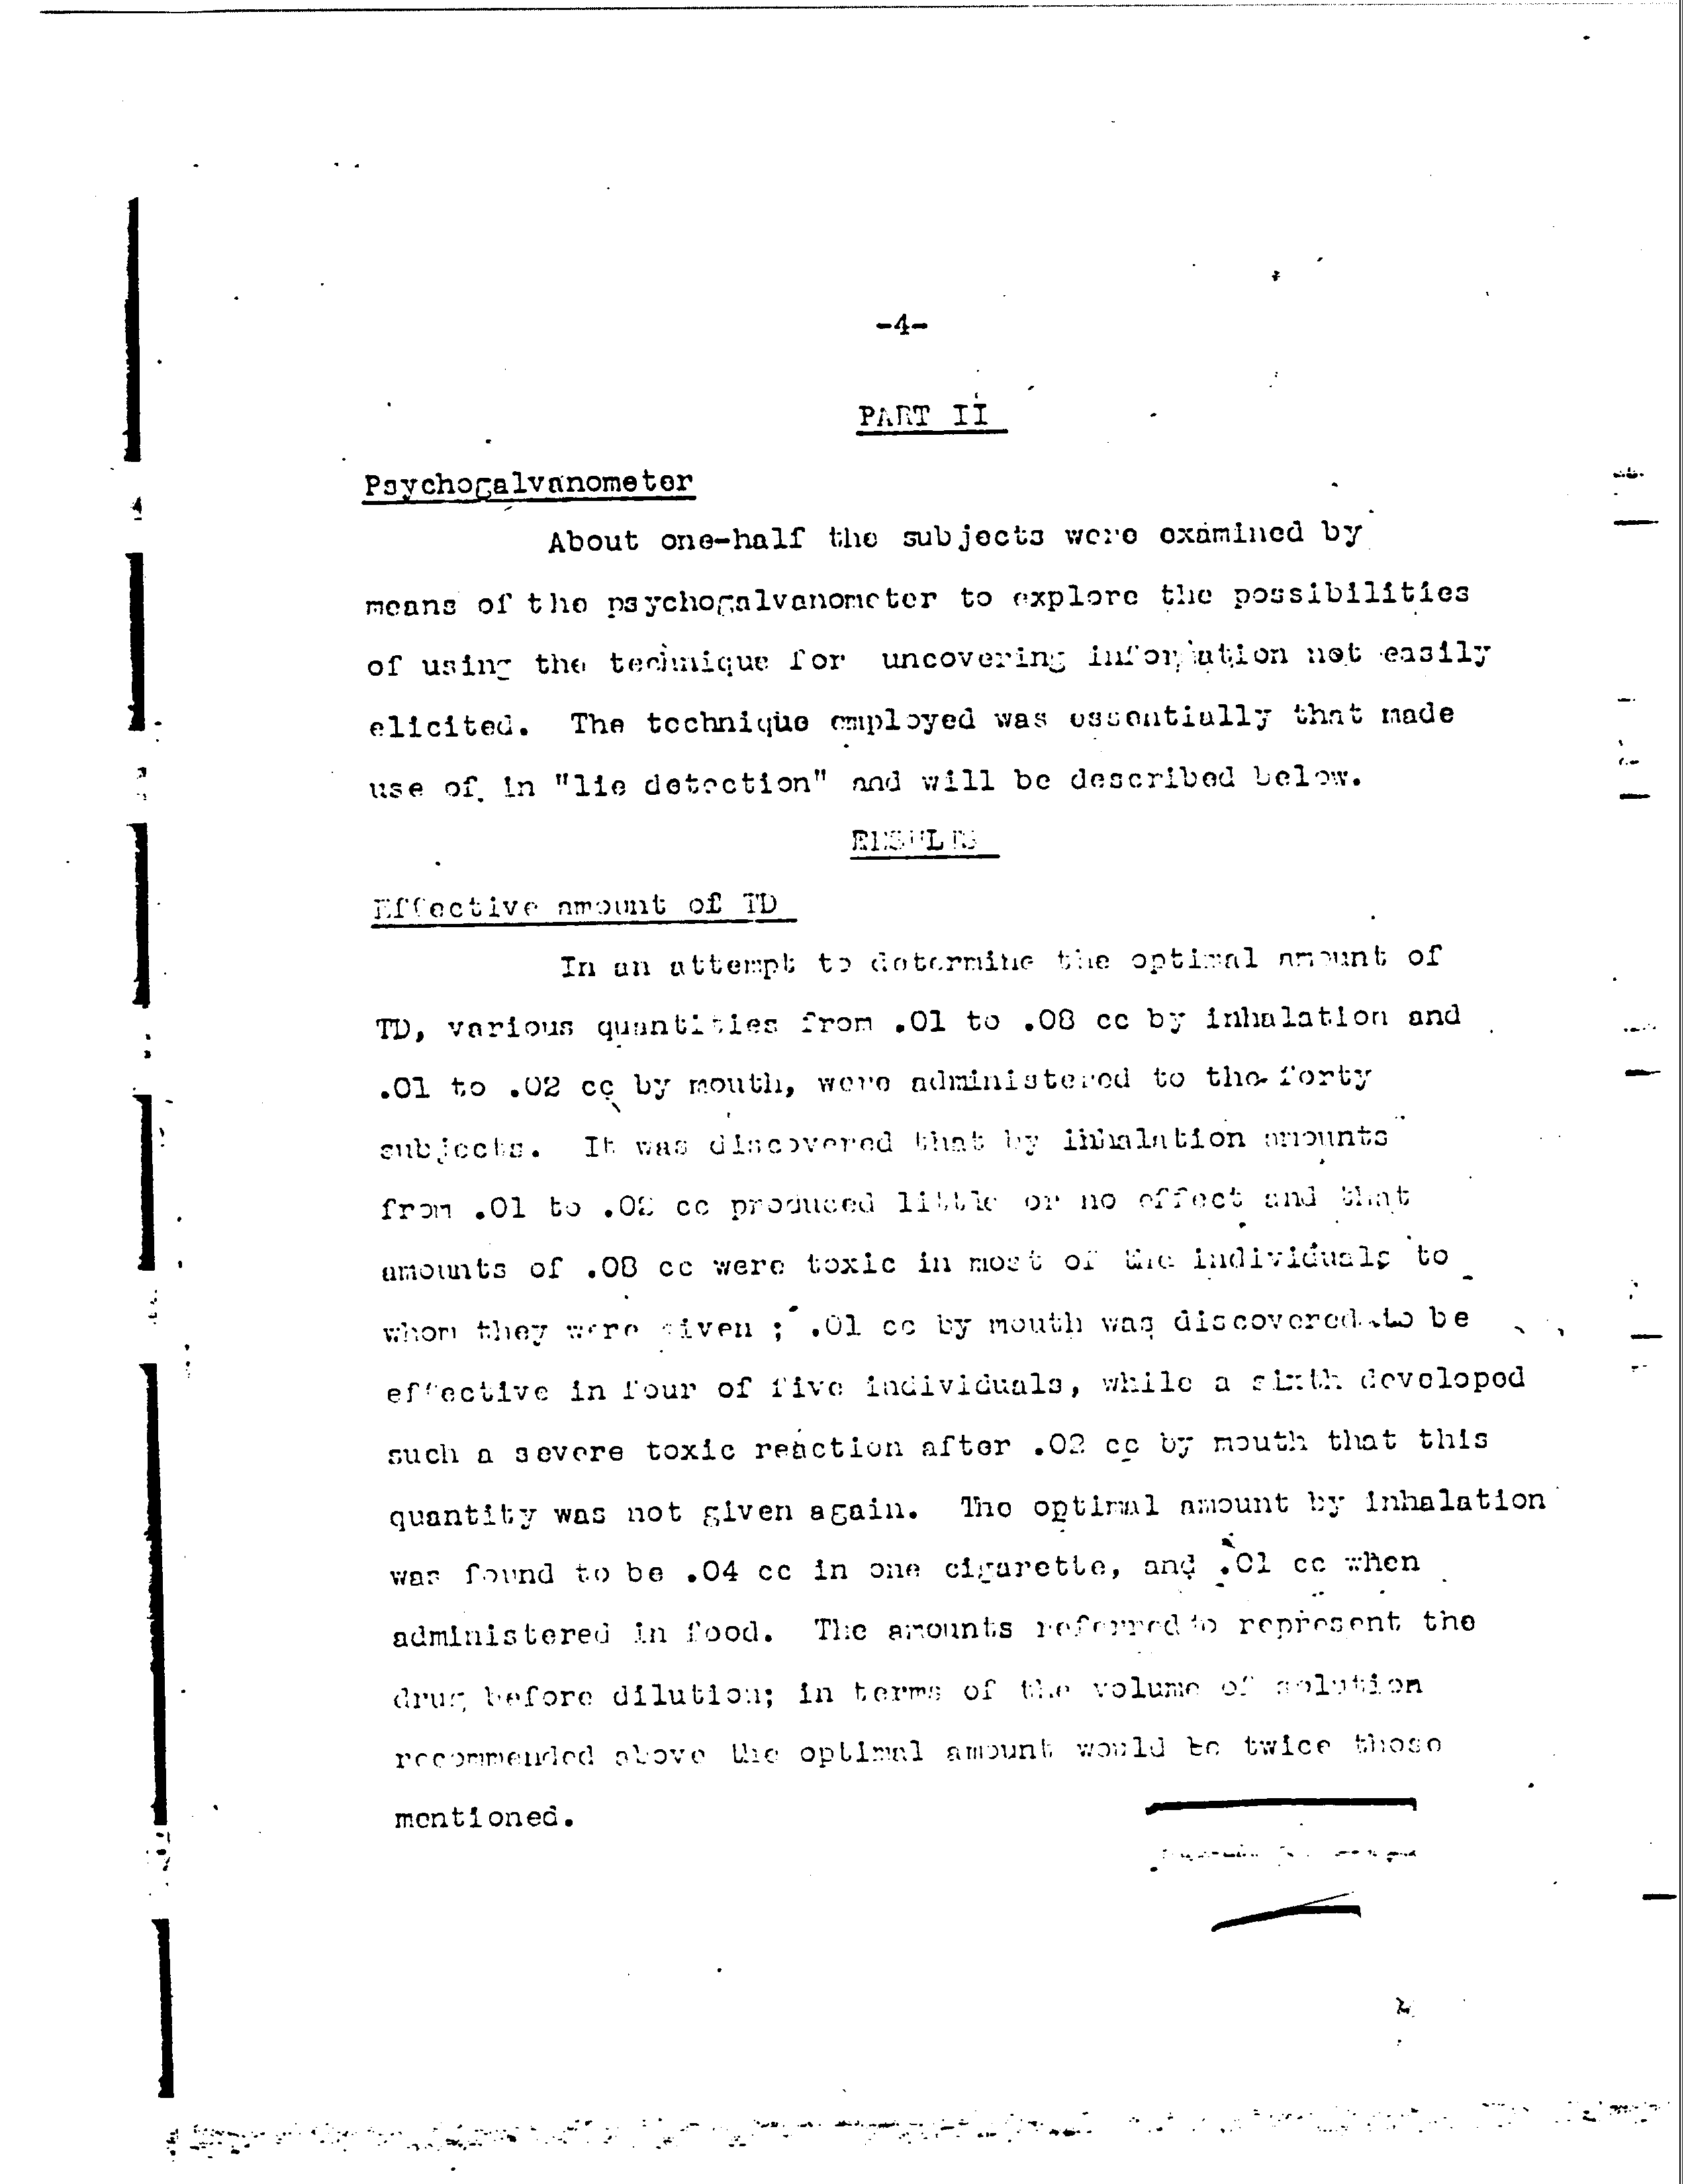 -4-
PART II
Psychogalvanometer
About one-half the subjects were examined by
means of the psychogalvanometer to explore the possibilities
of using the technique for uncovering information not easily
elicited. The technique employed was essentially that made
use of in "lie detection" and will be described below.
RESULTS
Effective amount of TD
In an attempt to determine the optimal amount of
TD, various quantities from .01 to .08 cc by inhalation and
.01 to .02 cc by mouth, were administered to the forty
subjects. It was discovered that by inhalation amounts
from .01 to .02 cc produced little or no effect and that
amounts of .08 cc were toxic in most of the individuals to
whom they were given ; .01 cc by mouth was discovered to be
effective in four of five individuals, while a sixth developed
such a severe toxic reaction after .02 cc by mouth that this
quantity was not given again. The optimal amount by inhalation
was found to be .04 cc in one cigarette, and .01 cc when
administered in food. The amounts referred to represent the
drug before dilution; in terms of the volume of solution
recommended above the optimal amount would be twice those
mentioned.